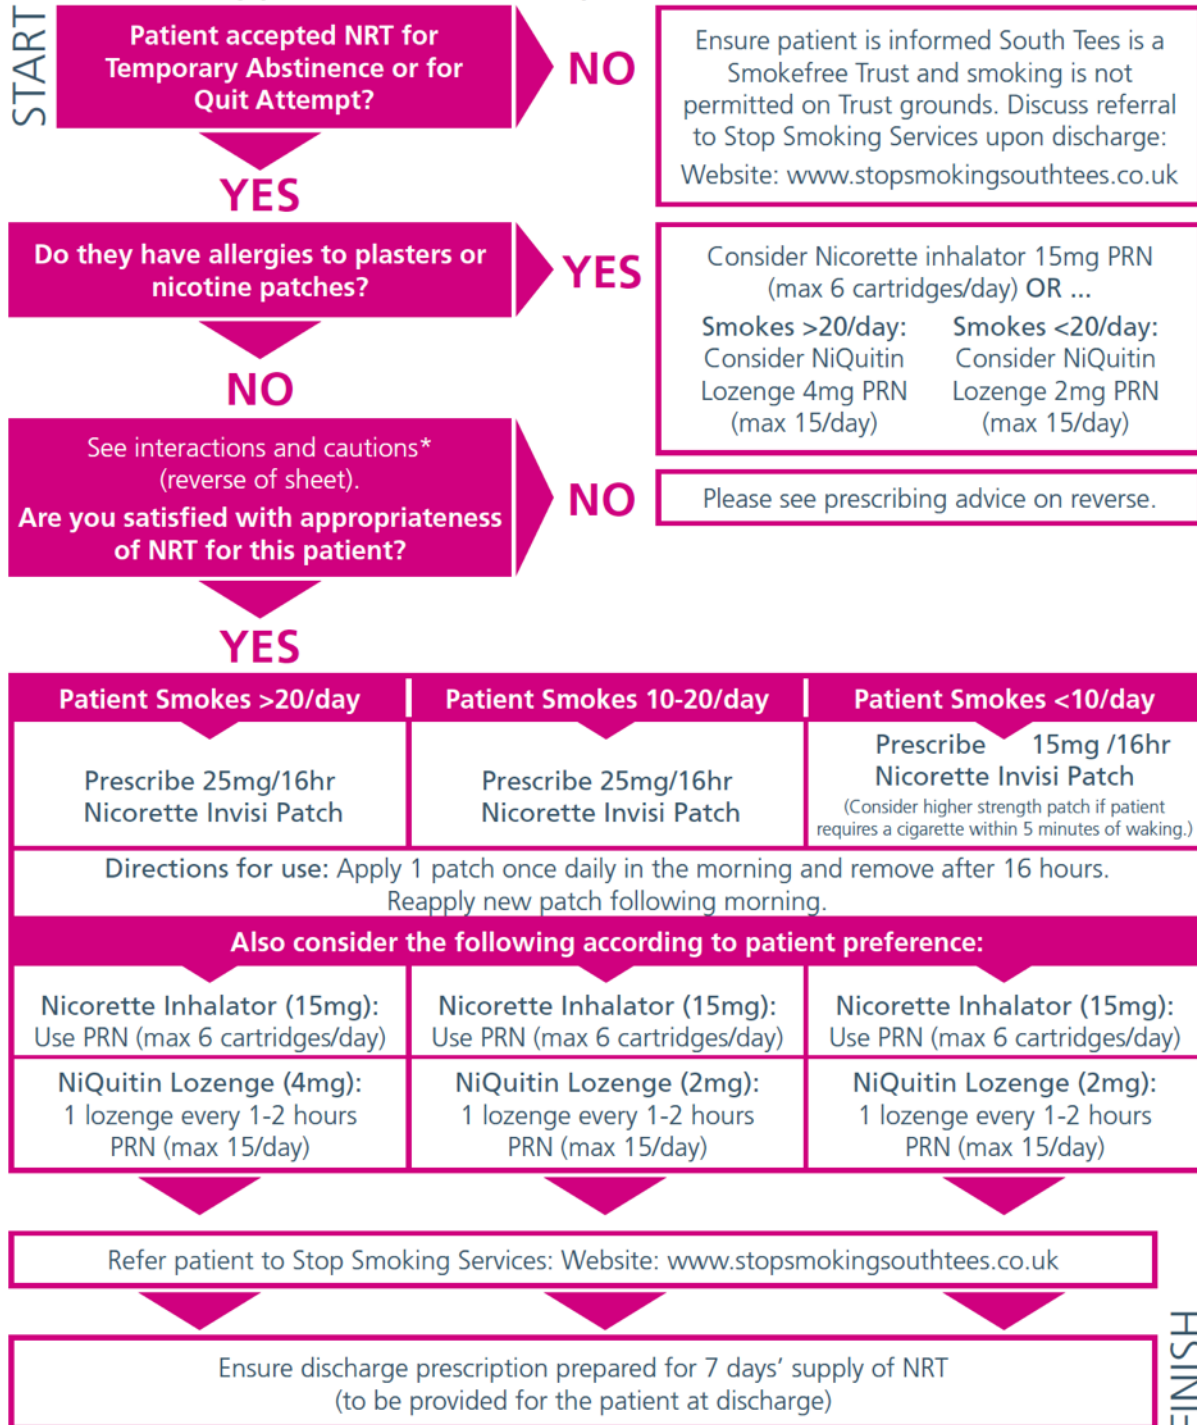 START
Patient accepted NRT for
Temporary Abstinence or for
Quit Attempt?
NO
Ensure patient is informed South Tees is a
Smokefree Trust and smoking is not
permitted on Trust grounds. Discuss referral
to Stop Smoking Services upon discharge:
Website: www.stopsmokingsouthtees.co.uk
YES
Do they have allergies to plasters or
nicotine patches?
YES
Consider Nicorette inhalator 15mg PRN
(max 6 cartridges/day) OR ...
Smokes >20/day:
Consider NiQuitin
Lozenge 4mg PRN
(max 15/day)
Smokes <20/day:
Consider NiQuitin
Lozenge 2mg PRN
(max 15/day)
NO
See interactions and cautions*
(reverse of sheet).
Are you satisfied with appropriateness
of NRT for this patient?
NO
Please see prescribing advice on reverse.
YES
Patient Smokes >20/day
Patient Smokes 10-20/day
Patient Smokes <10/day
Prescribe 25mg/16hr
Nicorette Invisi Patch
Prescribe 25mg/16hr
Nicorette Invisi Patch
Prescribe 15mg /16hr
Nicorette Invisi Patch
(Consider higher strength patch if patient
requires a cigarette within 5 minutes of waking.)
Directions for use: Apply 1 patch once daily in the morning and remove after 16 hours.
Reapply new patch following morning.
Also consider the following according to patient preference:
Nicorette Inhalator (15mg):
Use PRN (max 6 cartridges/day)
Nicorette Inhalator (15mg):
Use PRN (max 6 cartridges/day)
Nicorette Inhalator (15mg):
Use PRN (max 6 cartridges/day)
NiQuitin Lozenge (4mg):
1 lozenge every 1-2 hours
PRN (max 15/day)
NiQuitin Lozenge (2mg):
1 lozenge every 1-2 hours
PRN (max 15/day)
NiQuitin Lozenge (2mg):
1 lozenge every 1-2 hours
PRN (max 15/day)
Refer patient to Stop Smoking Services: Website: www.stopsmokingsouthtees.co.uk
Ensure discharge prescription prepared for 7 days' supply of NRT
(to be provided for the patient at discharge)
FINISH